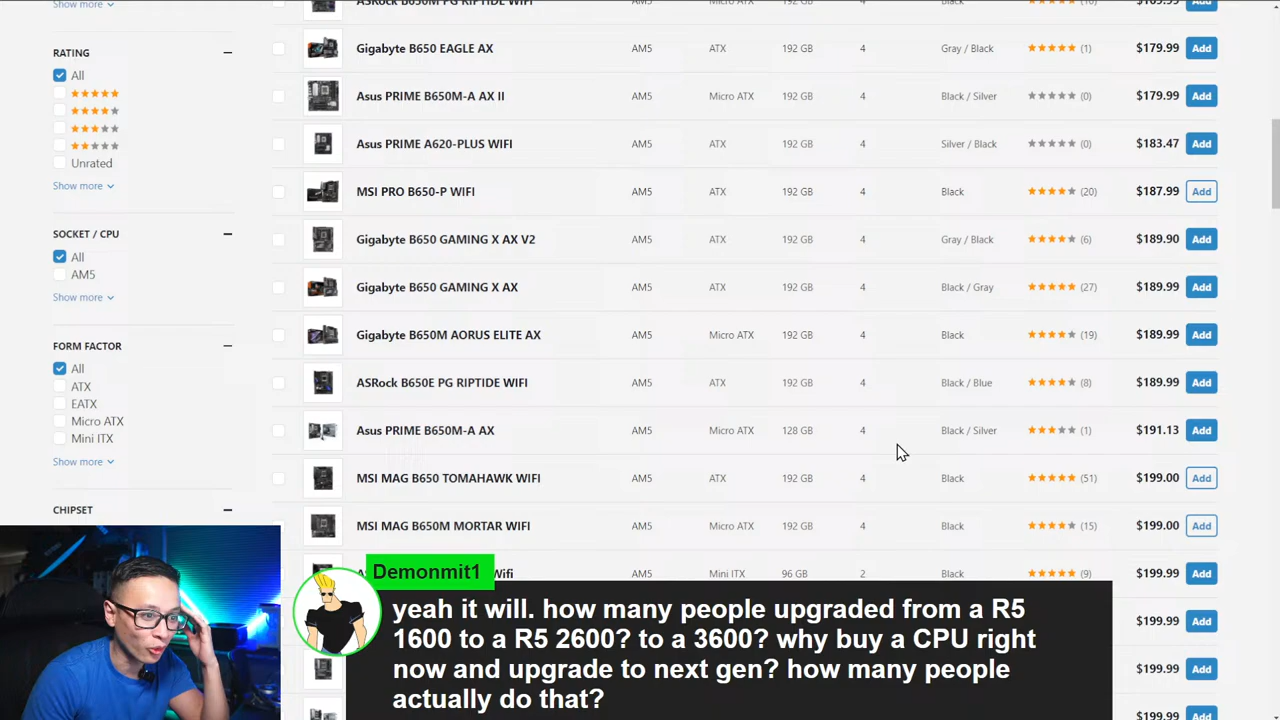 Show more
ASRock B650M PG RIPTIDE WIFI
Add
RATING
All
Unrated
Show more
SOCKET / CPU
All
AM5
Show more
FORM FACTOR
All
ATX
EATX
Micro ATX
Mini ITX
Show more
CHIPSET
Gigabyte B650 EAGLE AX AM5 ATX 192 GB 4 Gray / Black (1) $179.99 Add
Asus PRIME B650M-A AX II AM5 Micro ATX 192 GB 4 Black / Silver (0) $179.99 Add
Asus PRIME A620-PLUS WIFI AM5 ATX 192 GB 4 Silver / Black (0) $183.47 Add
MSI PRO B650-P WIFI AM5 ATX 192 GB 4 Black (20) $187.99 Add
Gigabyte B650 GAMING X AX V2 AM5 ATX 192 GB 4 Gray / Black (6) $189.90 Add
Gigabyte B650 GAMING X AX AM5 ATX 192 GB 4 Black / Gray (27) $189.99 Add
Gigabyte B650M AORUS ELITE AX AM5 Micro ATX 192 GB 4 Black (19) $189.99 Add
ASRock B650E PG RIPTIDE WIFI AM5 ATX 192 GB 4 Black / Blue (8) $189.99 Add
Asus PRIME B650M-A AX AM5 Micro ATX 128 GB 4 Black / Silver (1) $191.13 Add
MSI MAG B650 TOMAHAWK WIFI AM5 ATX 192 GB 4 Black (51) $199.00 Add
MSI MAG B650M MORTAR WIFI AM5 Micro ATX 192 GB 4 Black (15) $199.00 Add
Wifi AM5 Mini ITX 96 GB 2 Black (9) $199.99 Add
$199.99 Add
$199.99 Add
$199.99 Add
Demonmit1
yeah it will. how many people upgraded from a R5
1600 to a R5 2600? to a 3600? why buy a CPU right
now and upgrade to next gen? how many people
actually do that?